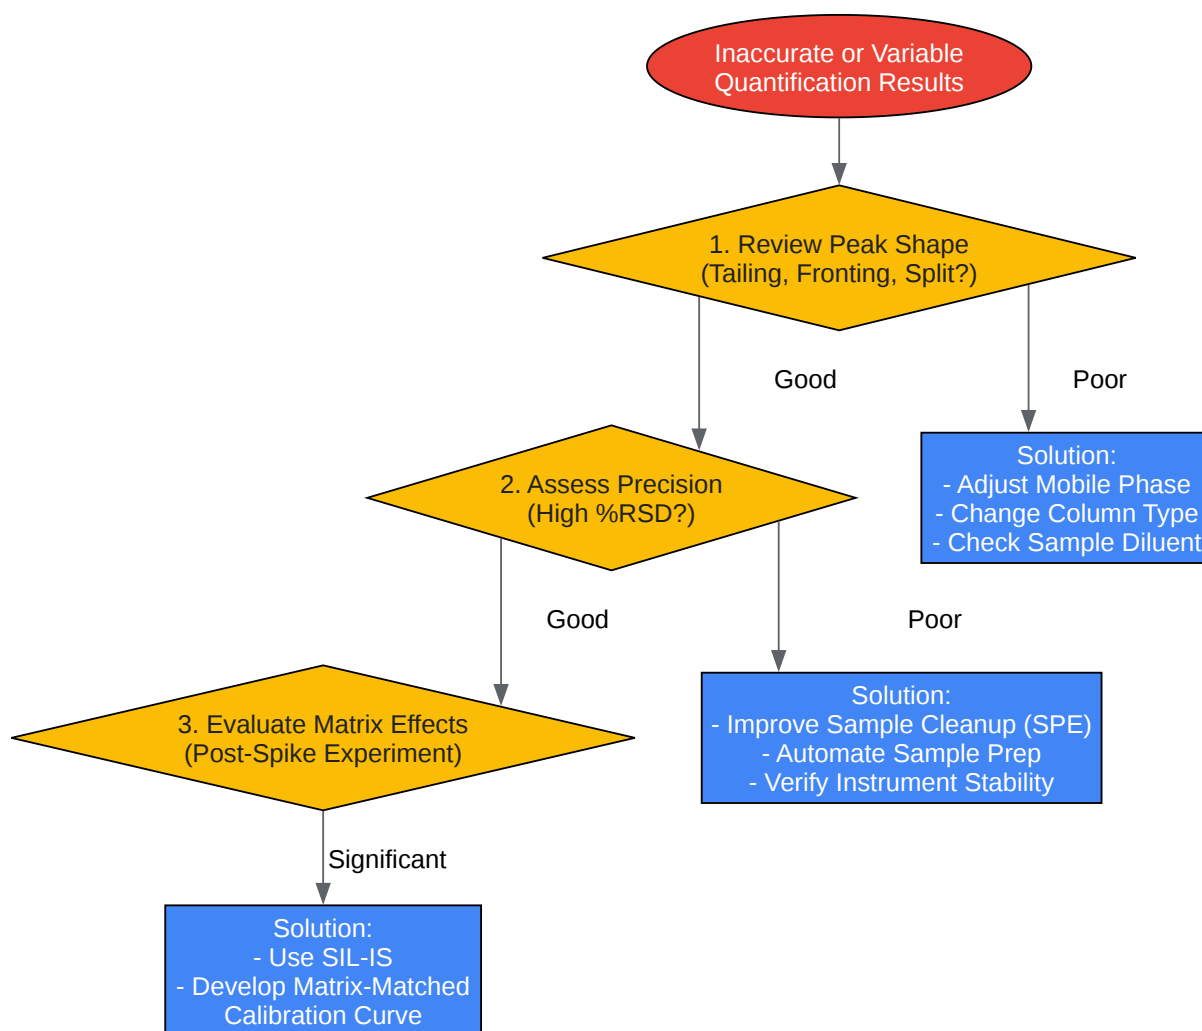 Inaccurate or Variable
Quantification Results
1. Review Peak Shape
(Tailing, Fronting, Split?)
Good
Poor
2. Assess Precision
(High %RSD?)
Solution:
- Adjust Mobile Phase
- Change Column Type
- Check Sample Diluent
Good
Poor
3. Evaluate Matrix Effects
(Post-Spike Experiment)
Solution:
- Improve Sample Cleanup (SPE)
- Automate Sample Prep
- Verify Instrument Stability
Significant
Solution:
- Use SIL-IS
- Develop Matrix-Matched
Calibration Curve